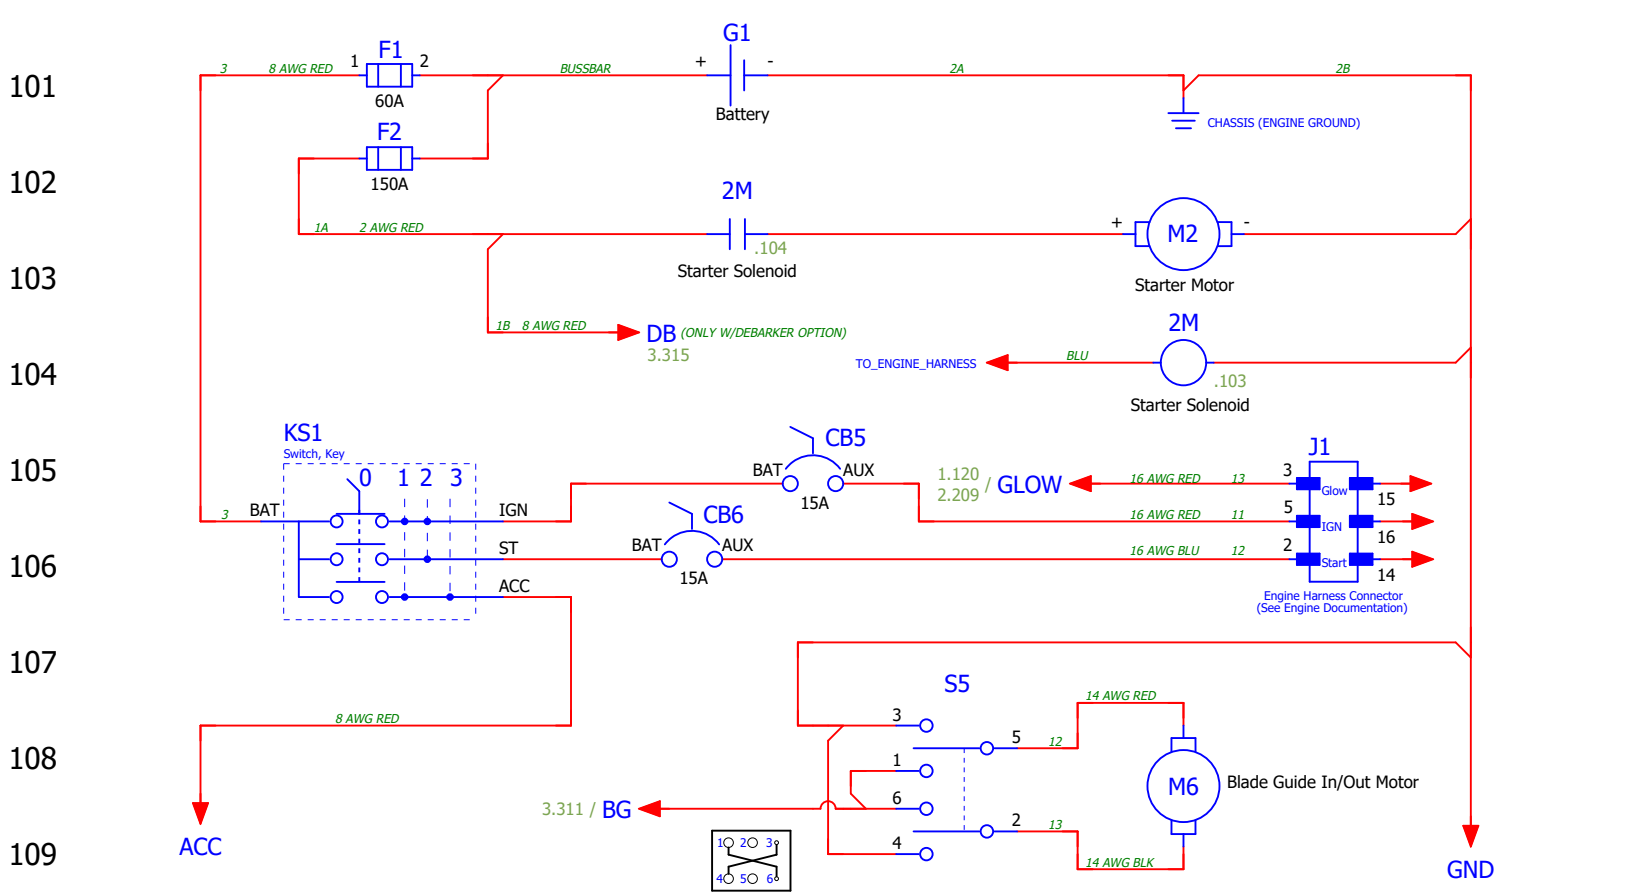 G1
F1
1 2
+ -
3 8 AWG RED
BUSSBAR
2A
2B
101
60A
Battery
CHASSIS (ENGINE GROUND)
F2
150A
102
2M
1A 2 AWG RED
.104
+ -
M2
Starter Solenoid
Starter Motor
103
1B 8 AWG RED
DB (ONLY W/DEBARKER OPTION)
3.315
2M
TO_ENGINE_HARNESS
BLU
104
.103
Starter Solenoid
KS1
Switch, Key
0 1 2 3
CB5
J1
105
BAT AUX
15A
1.120
2.209 / GLOW
16 AWG RED 13
3
Glow
15
3
BAT
IGN
CB6
16 AWG RED 11
5
IGN
16
106
ST
BAT AUX
15A
16 AWG BLU 12
2
Start
14
ACC
Engine Harness Connector
(See Engine Documentation)
107
S5
14 AWG RED
8 AWG RED
3
5
12
108
1
M6
Blade Guide In/Out Motor
3.311 / BG
6
2
13
4
14 AWG BLK
109
ACC
1 2 3
4 5 6
GND